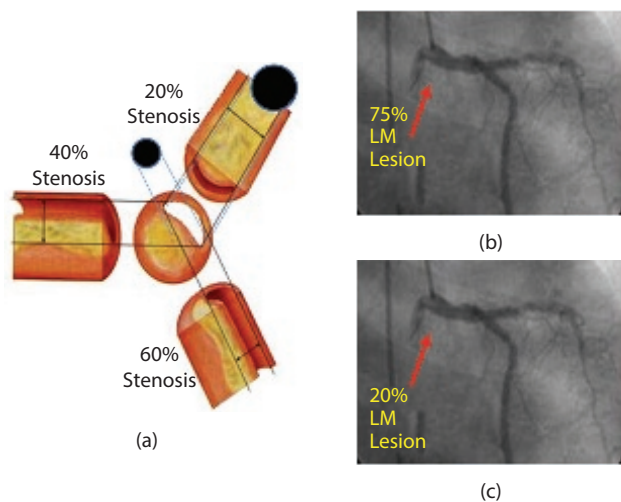 20%
Stenosis
40%
Stenosis
60%
Stenosis
(a)
75%
LM
Lesion
(b)
20%
LM
Lesion
(c)